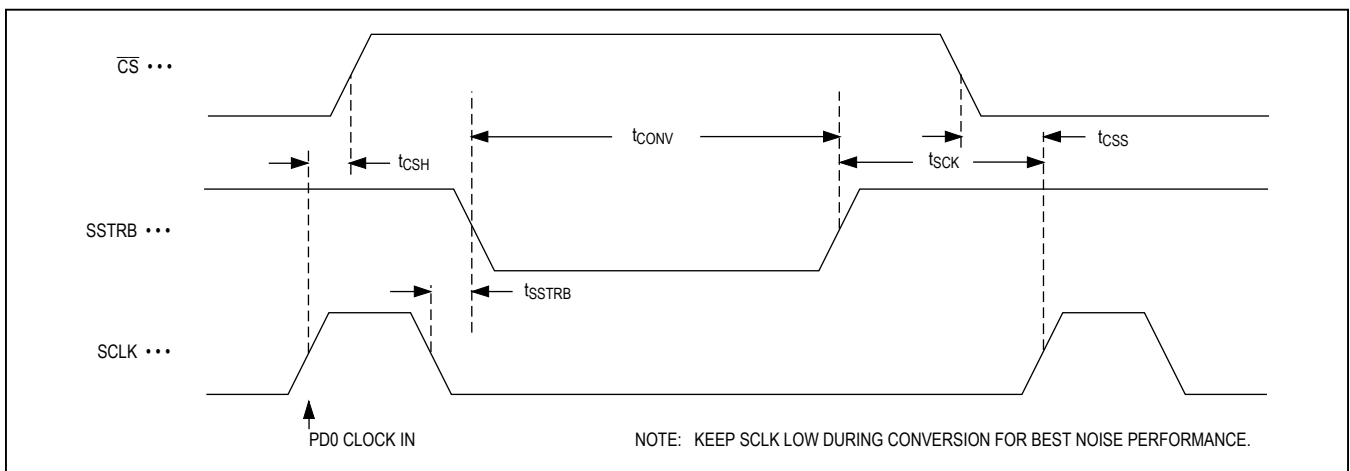 CS •••
tCONV
tCSS
tCSH
tSCK
SSTRB •••
tSSTRB
SCLK •••
PD0 CLOCK IN
NOTE: KEEP SCLK LOW DURING CONVERSION FOR BEST NOISE PERFORMANCE.